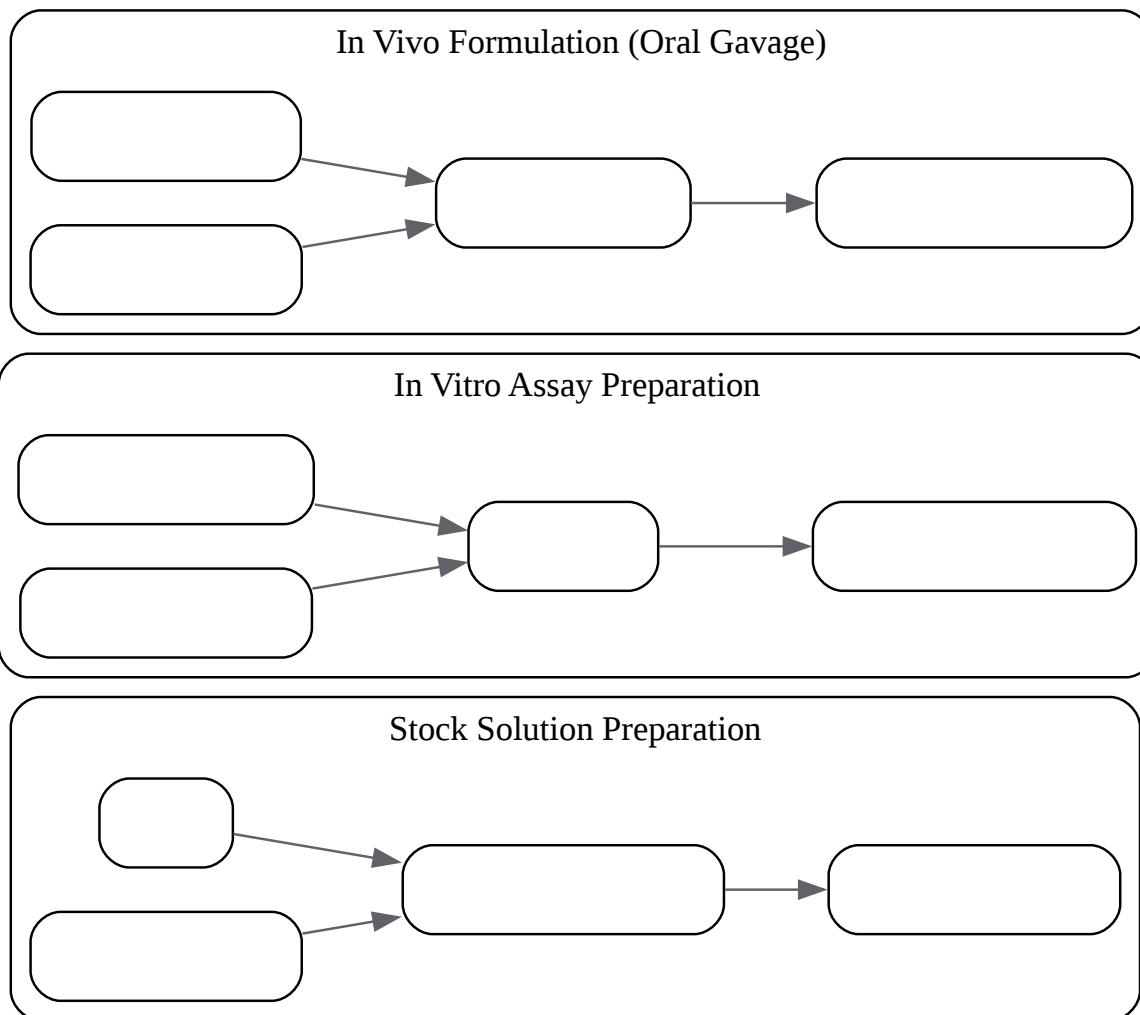 In Vivo Formulation (Oral Gavage)
In Vitro Assay Preparation
Stock Solution Preparation